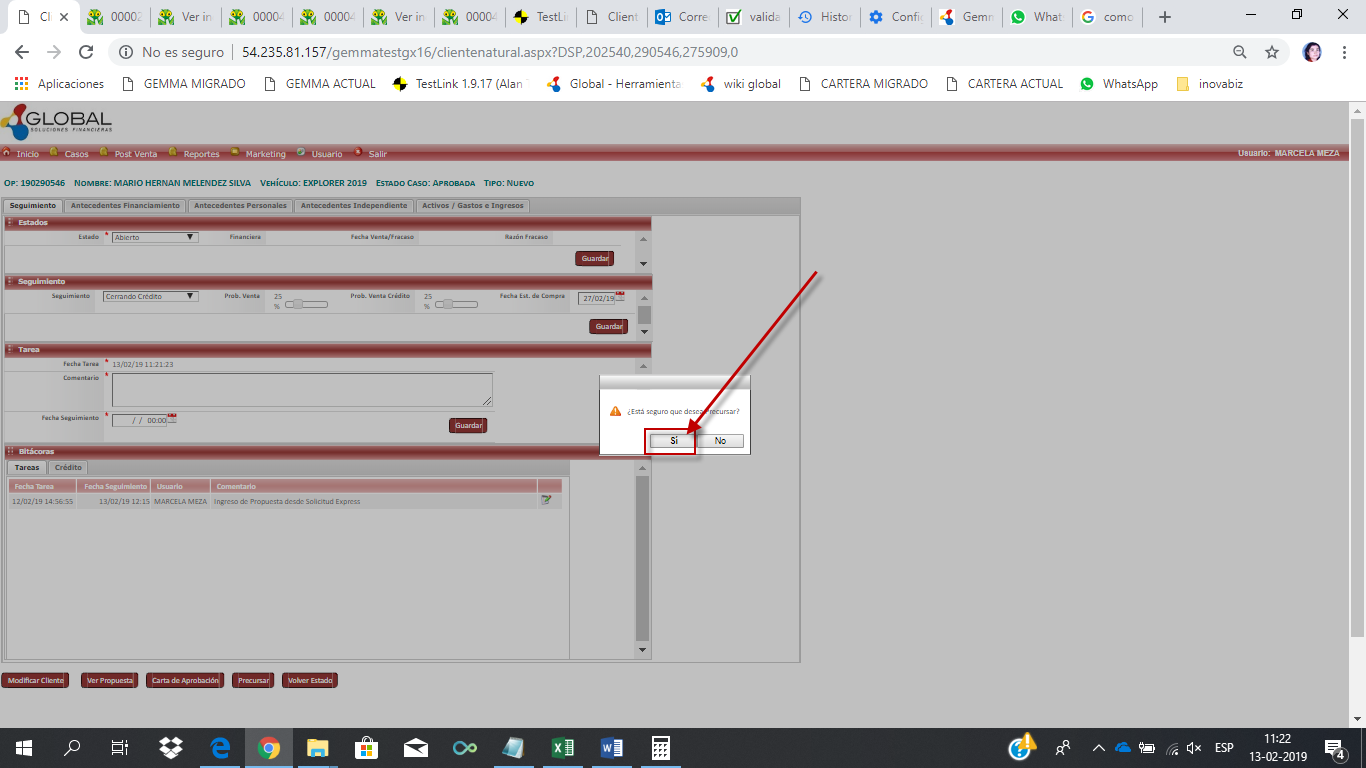 Cli
00002
Ver in
00004
00004
Ver in
00004
TestLin
Client
Corre
valida
Histor
Confi
Gemm
What
como
No es seguro | 54.235.81.157/gemmatestgx16/clientenatural.aspx?DSP,202540,290546,275909,0
Aplicaciones GEMMA MIGRADO GEMMA ACTUAL TestLink 1.9.17 (Alan Global - Herramienta wiki global CARTERA MIGRADO CARTERA ACTUAL WhatsApp inovabiz
GLOBAL
SOLUCIONES FINANCIERAS
Inicio Casos Post Venta Reportes Marketing Usuario Salir Usuario: MARCELA MEZA
Op: 190290546 Nombre: MARIO HERNAN MELENDEZ SILVA Vehículo: EXPLORER 2019 Estado Caso: Aprobada Tipo: Nuevo
Seguimiento Antecedentes Financiamiento Antecedentes Personales Antecedentes Independiente Activos / Gastos e Ingresos
Estados
Estado * Abierto Financiera Fecha Venta/Fracaso Razón Fracaso
Guardar
Seguimiento
Seguimiento Cerrando Crédito Prob. Venta 25 % Prob. Venta Crédito 25 % Fecha Est. de Compra 27/02/19
Guardar
Tarea
Fecha Tarea * 13/02/19 11:21:23
Comentario *
Fecha Seguimiento * / / 00:00
Guardar
¿Está seguro que desea Precursar?
Sí No
Bitácoras
Tareas Crédito
Fecha Tarea Fecha Seguimiento Usuario Comentario
12/02/19 14:56:55 13/02/19 12:15 MARCELA MEZA Ingreso de Propuesta desde Solicitud Express
Modificar Cliente Ver Propuesta Carta de Aprobación Precursar Volver Estado
ESP
11:22
13-02-2019
4